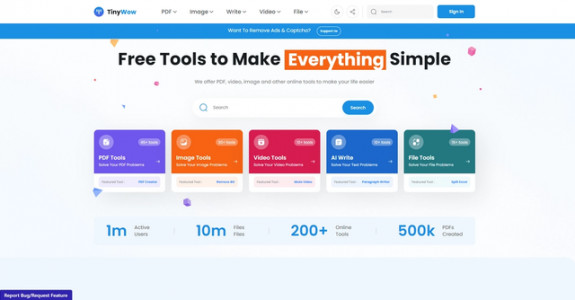 TinyWow
PDF Image Write Video File
Search
Sign In
Want To Remove Ads & Captcha?
Support Us
Free Tools to Make Everything Simple
We offer PDF, video, image and other online tools to make your life easier
Search
Search
PDF Tools
Solve Your PDF Problems
Featured Tool:
PDF Creator
Image Tools
Solve Your Image Problems
Featured Tool:
Remove BG
Video Tools
Solve Your Video Problems
Featured Tool:
AI Write
Solve Your Text Problems
Featured Tool:
Paragraph Writer
File Tools
Solve Your File Problems
Featured Tool:
1m Active Users
10m Files Files
200+ Online Tools
500k PDFs Created
Report Bug/Request Feature